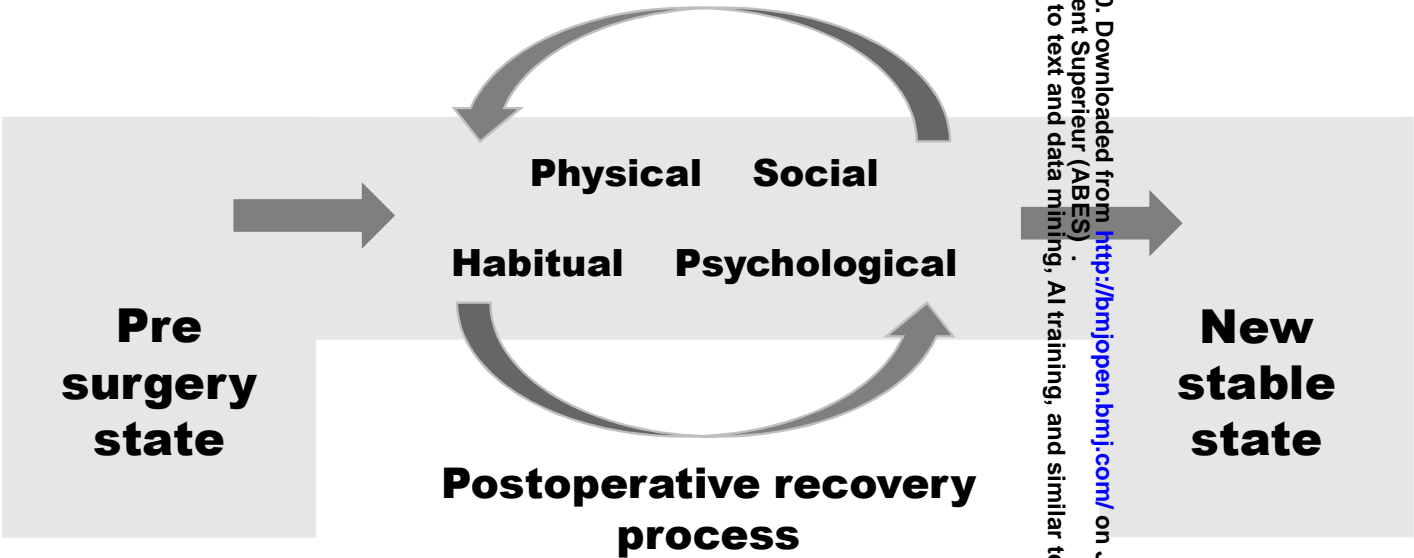 Physical Social
Habitual Psychological
Pre
surgery
state
New
stable
state
Postoperative recovery
process
. Downloaded from http://bmjopen.bmj.com/ on
ent Superieur (ABES) .
to text and data mining, AI training, and similar